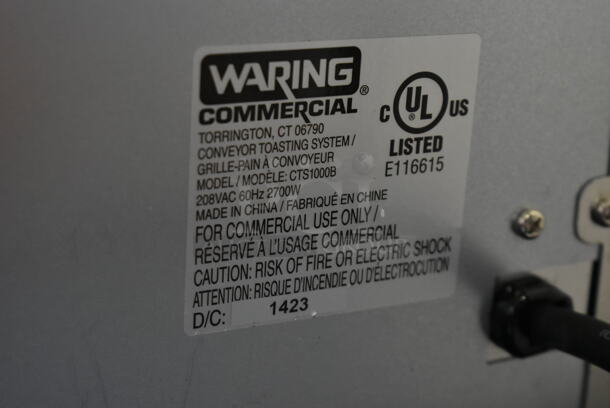 WARING®
COMMERCIAL
TORRINGTON, CT 06790
CONVEYOR TOASTING SYSTEM /
GRILLE-PAIN À CONVOYEUR
MODEL / MODÈLE: CTS1000B
208VAC 60Hz 2700W
MADE IN CHINA / FABRIQUÉ EN CHINE
FOR COMMERCIAL USE ONLY /
RÉSERVÉ À L'USAGE COMMERCIAL
CAUTION: RISK OF FIRE OR ELECTRIC SHOCK
ATTENTION: RISQUE D'INCENDIE OU D'ÉLECTROCUTION
D/C: 1423
C UL® US
LISTED
E116615